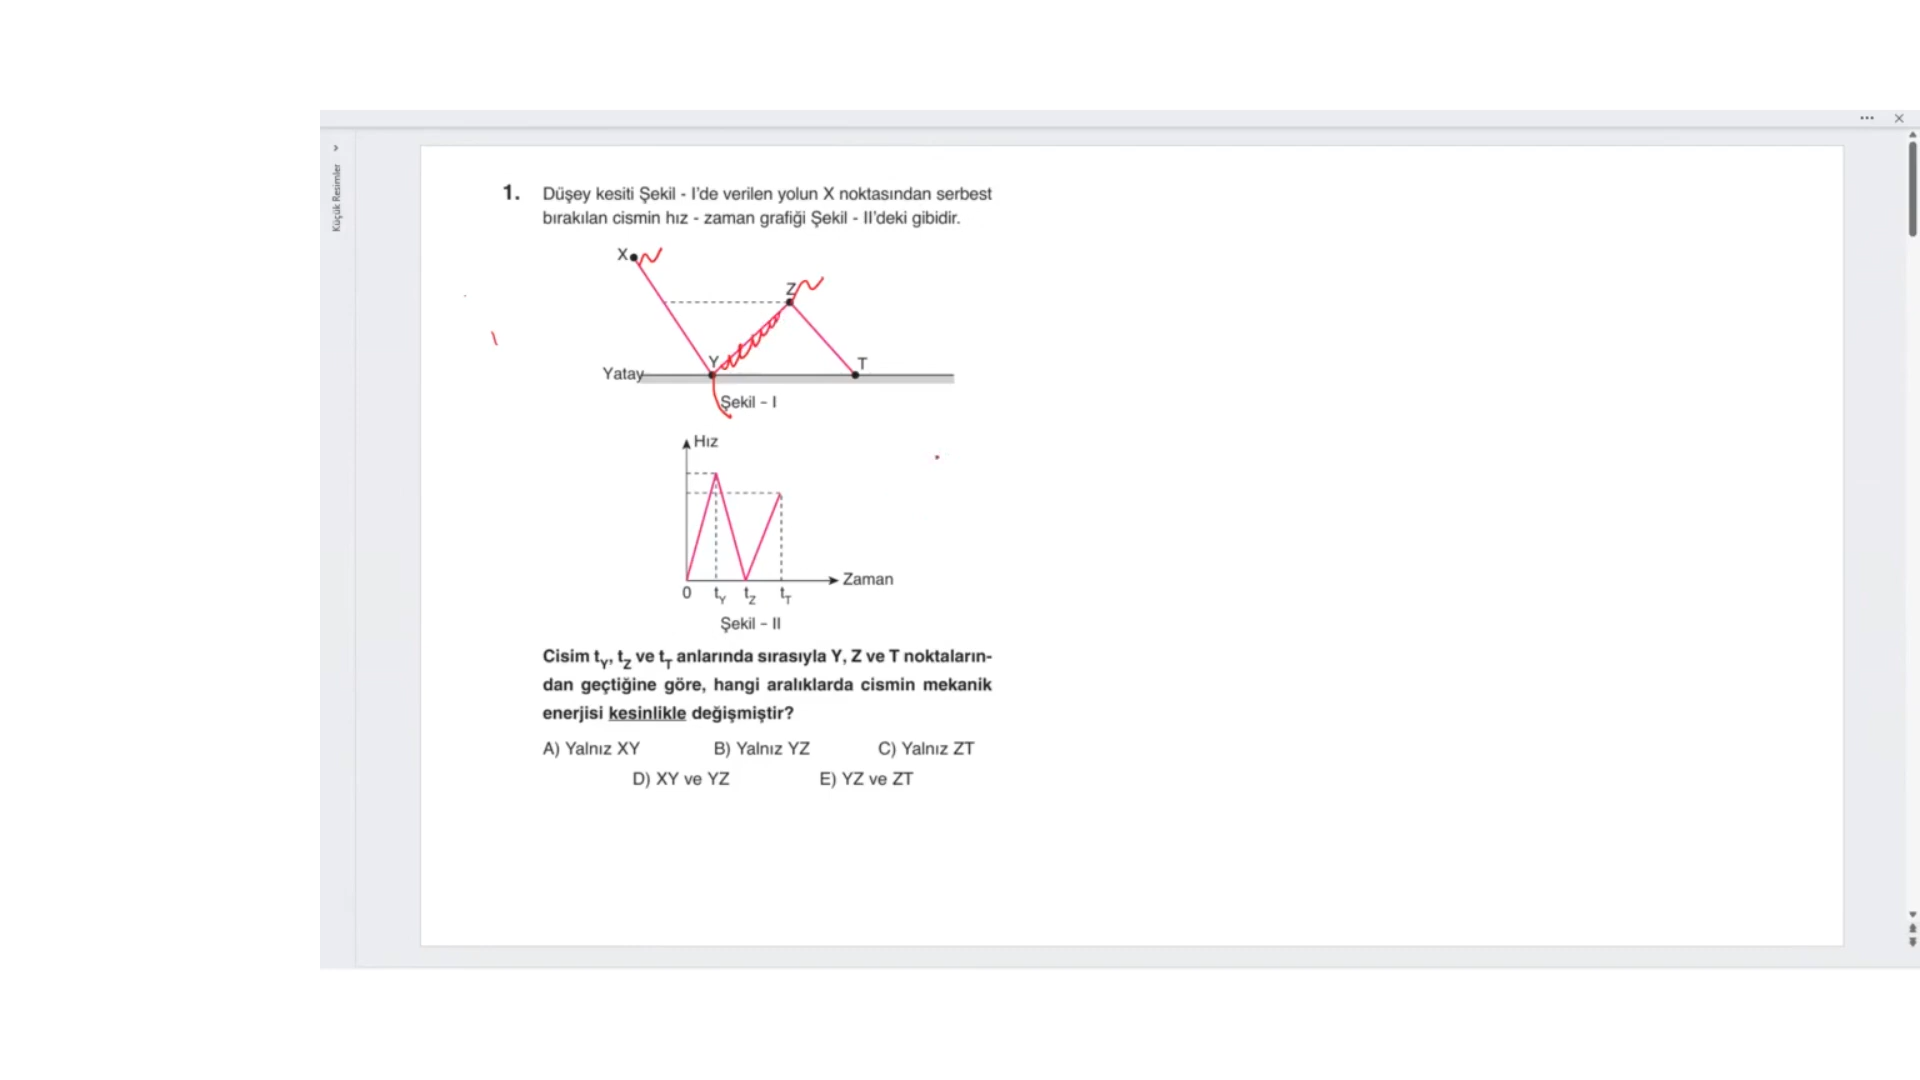 Küçük Resimler
1. Düşey kesiti Şekil - I'de verilen yolun X noktasından serbest
bırakılan cismin hız - zaman grafiği Şekil - II'deki gibidir.
X
Z
Y
T
Yatay
Şekil - I
Hız
Zaman
0 tY tZ tT
Şekil - II
Cisim tY, tZ ve tT anlarında sırasıyla Y, Z ve T noktaların-
dan geçtiğine göre, hangi aralıklarda cismin mekanik
enerjisi kesinlikle değişmiştir?
A) Yalnız XY B) Yalnız YZ C) Yalnız ZT
D) XY ve YZ E) YZ ve ZT